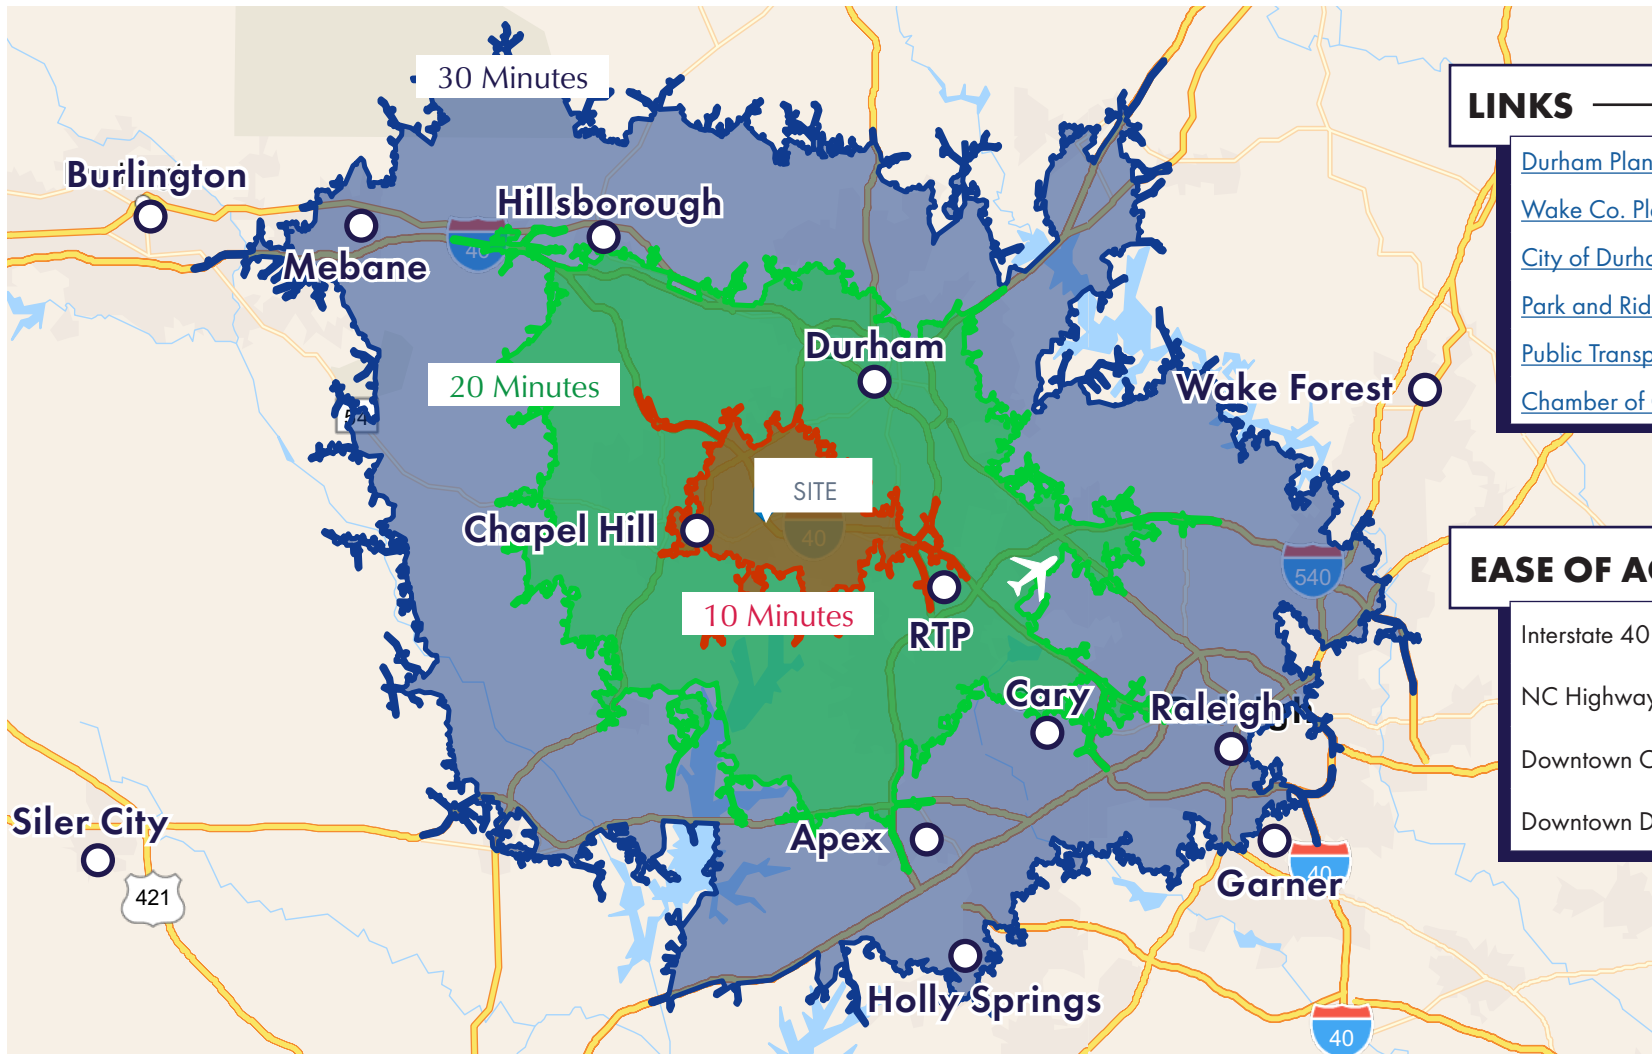 30 Minutes
LINKS
Durham Plan
Burlington
Hillsborough
Wake Co. Pl
40
Mebane
City of Durh
Park and Rid
Durham
Public Transp
20 Minutes
Wake Forest
Chamber of
54
SITE
Chapel Hill
40
540
EASE OF A
10 Minutes
RTP
Interstate 40
Cary
Raleigh
NC Highway
Downtown
Siler City
Apex
Downtown D
40
Garner
421
Holly Springs
40